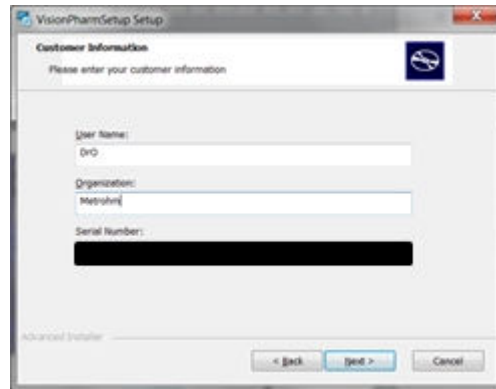 VisionPharmSetup Setup
Customer Information
Please enter your customer information
User Name:
DrO
Organization:
Metrohm
Serial Number:
Advanced Installer
< Back
Next >
Cancel